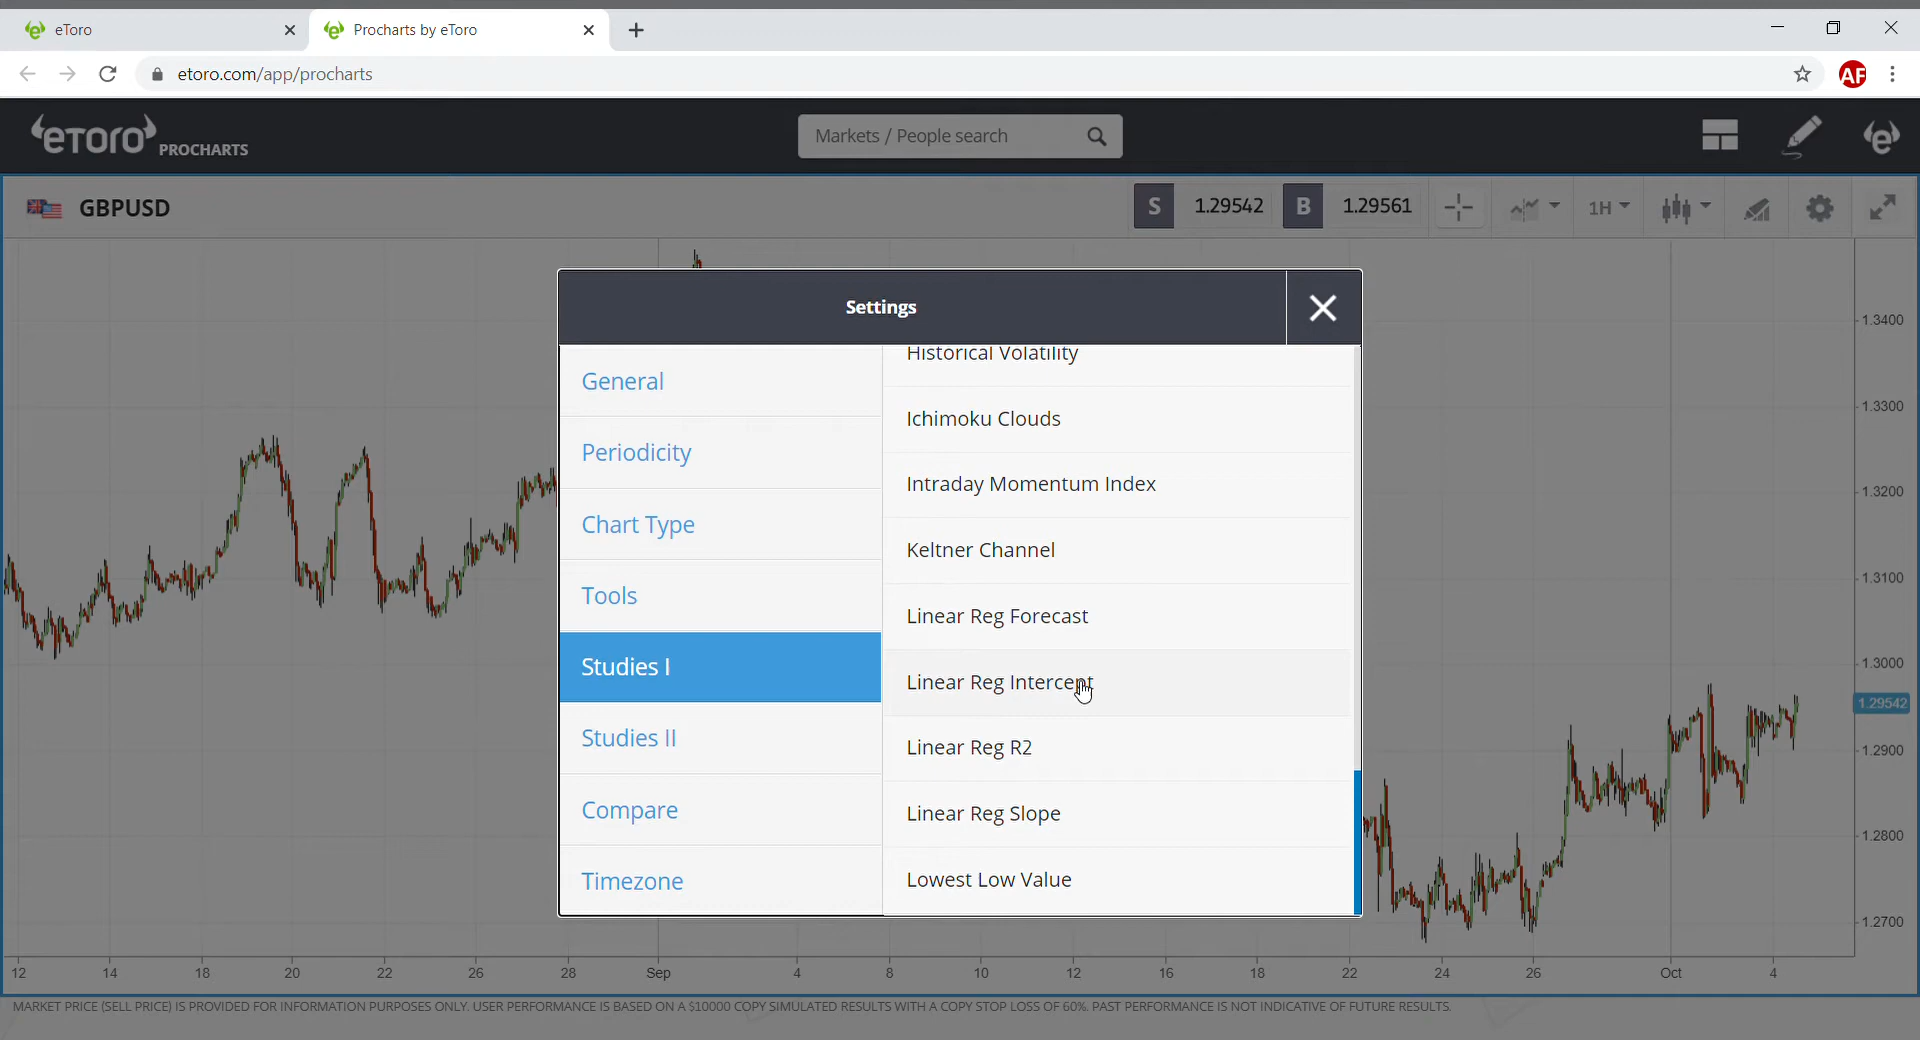 eToro
Procharts by eToro
etoro.com/app/procharts
AF
eTORO PROCHARTS
Markets / People search
GBPUSD
S 1.29542 B 1.29561 1H
Settings
General
Periodicity
Chart Type
Tools
Studies I
Studies II
Compare
Timezone
Historical Volatility
Ichimoku Clouds
Intraday Momentum Index
Keltner Channel
Linear Reg Forecast
Linear Reg Intercept
Linear Reg R2
Linear Reg Slope
Lowest Low Value
1.3400
1.3300
1.3200
1.3100
1.3000
1.29542
1.2900
1.2800
1.2700
12 14 18 20 22 26 28 Sep 4 8 10 12 16 18 22 24 26 Oct 4
MARKET PRICE (SELL PRICE) IS PROVIDED FOR INFORMATION PURPOSES ONLY. USER PERFORMANCE IS BASED ON A $10000 COPY SIMULATED RESULTS WITH A COPY STOP LOSS OF 60%. PAST PERFORMANCE IS NOT INDICATIVE OF FUTURE RESULTS.